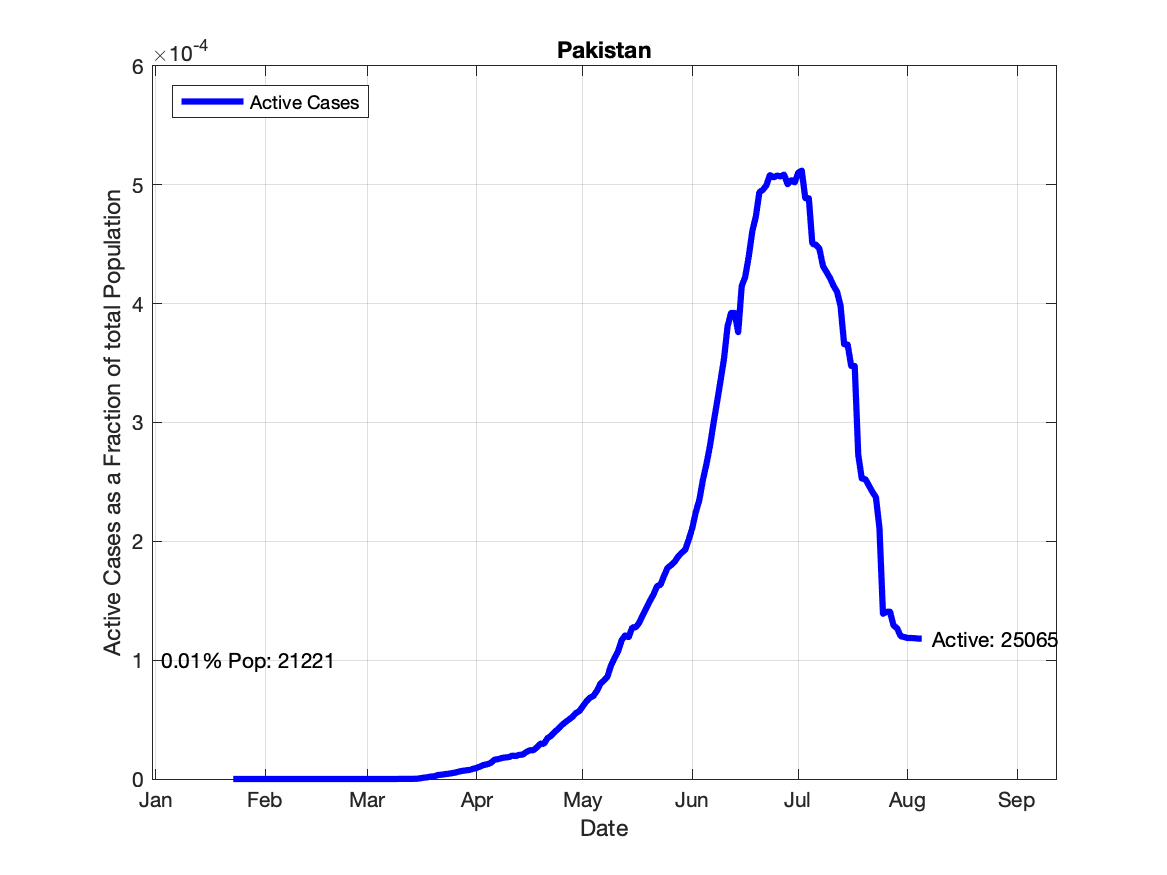 Pakistan
×10-4
Active Cases
6
5
4
3
2
1
0
Active Cases as a Fraction of total Population
0.01% Pop: 21221
Active: 25065
Jan Feb Mar Apr May Jun Jul Aug Sep
Date